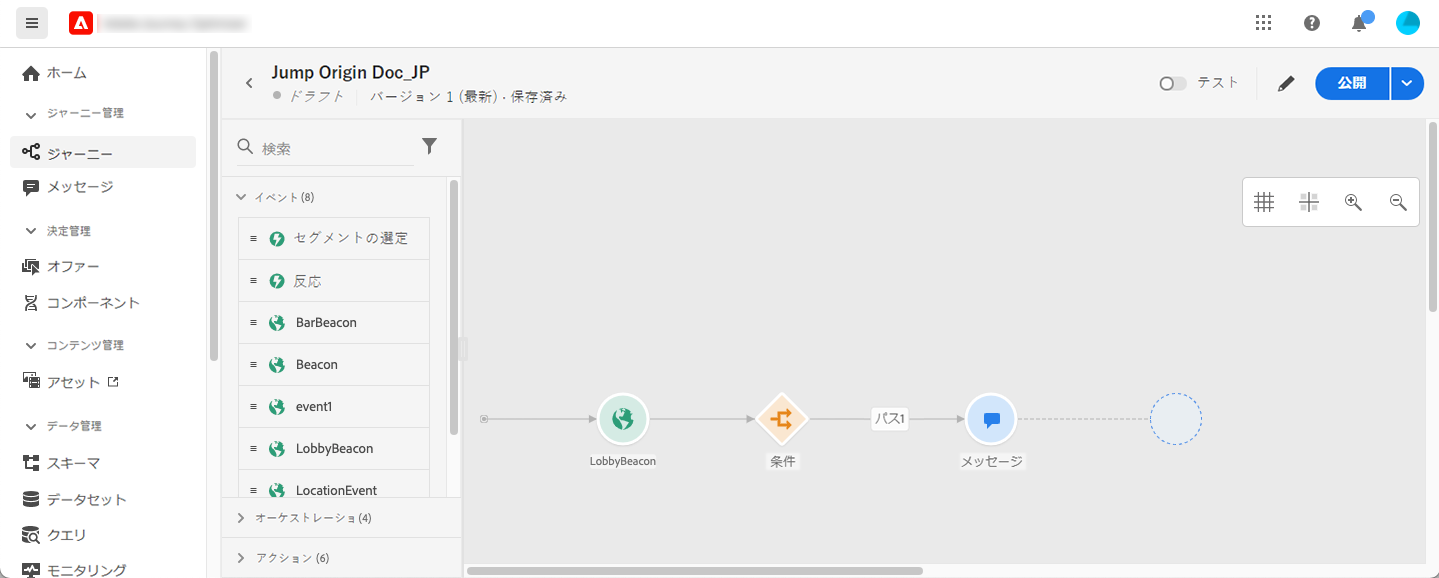 ホーム
ジャーニー管理
ジャーニー
メッセージ
決定管理
オファー
コンポーネント
コンテンツ管理
アセット
データ管理
スキーマ
データセット
クエリ
モニタリング
Jump Origin Doc_JP
ドラフト バージョン 1 (最新) · 保存済み
テスト
公開
検索
イベント (8)
セグメントの選定
反応
BarBeacon
Beacon
event1
LobbyBeacon
LocationEvent
オーケストレーショ (4)
アクション (6)
パス1
LobbyBeacon
条件
メッセージ